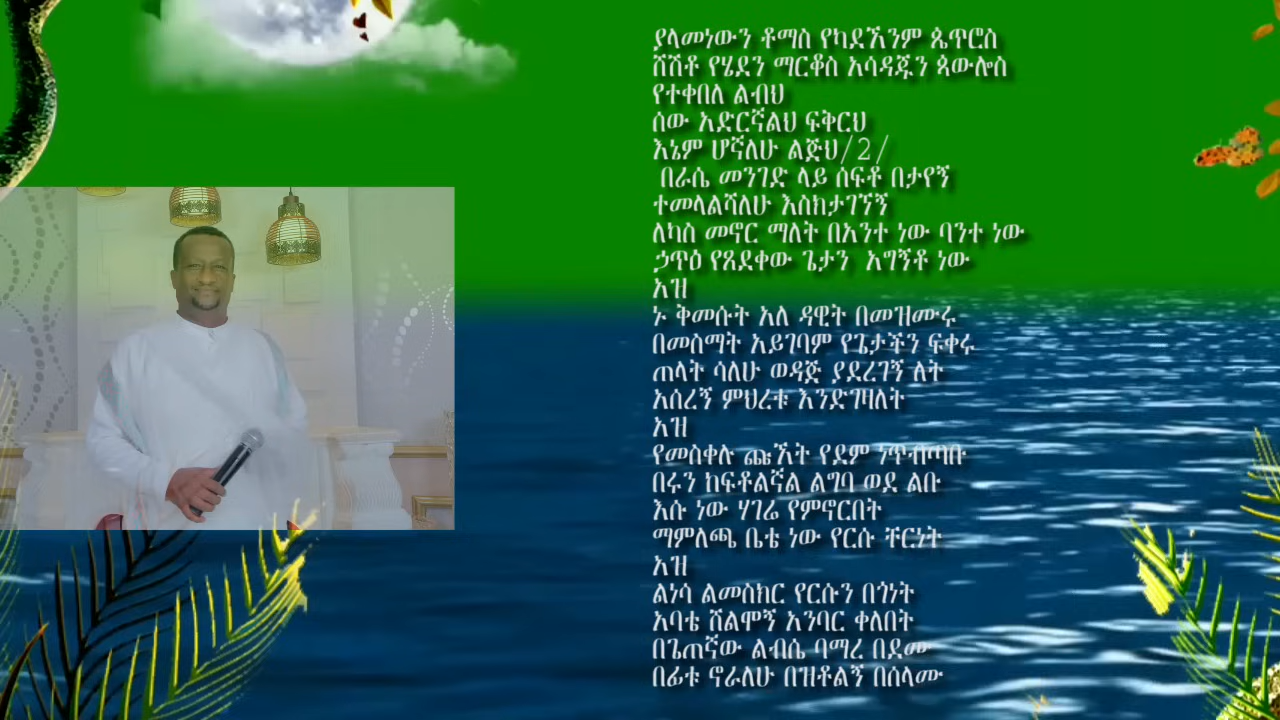 ያላመነውን ቶማስ የካደኽንም ጴጥሮስ
ሸሽቶ የሄደን ማርቆስ አሳዳጁን ጳውሎስ
የተቀበለ ልብህ
ሰው አድርኛልህ ፍቅርህ
እኔም ሆኛለሁ ልጅህ/2/
በራሴ መንገድ ላይ ሰፍቶ በታየኝ
ተመላልሻለሁ እስክታገኘኝ
ለካስ መኖር ማለት በአንተ ነው ባንተ ነው
ኃጥዕ የጸደቀው ጌታን አግኝቶ ነው
አዝ
ኑ ቅመሱት አለ ዳዊት በመዝሙሩ
በመስማት አይገባም የጌታችን ፍቀሩ
ጠላት ሳለሁ ወዳጅ ያደረገኝ ለት
አሰረኝ ምህረቱ እንድገዛለት
አዝ
የመስቀሉ ጩኸት የደም ነጥብጣቡ
በሩን ከፍቶልኛል ልግባ ወደ ልቡ
እሱ ነው ሃገሬ የምኖርበት
ማምለጫ ቤቴ ነው የርሱ ቸርነት
አዝ
ልነሳ ልመስክር የርሱን በጎነት
አባቴ ሸልሞኝ አንባር ቀለበት
በጌጠኛው ልብሴ ባማረ በደሙ
በፊቱ ኖራለሁ በዝቶልኝ በሰላሙ